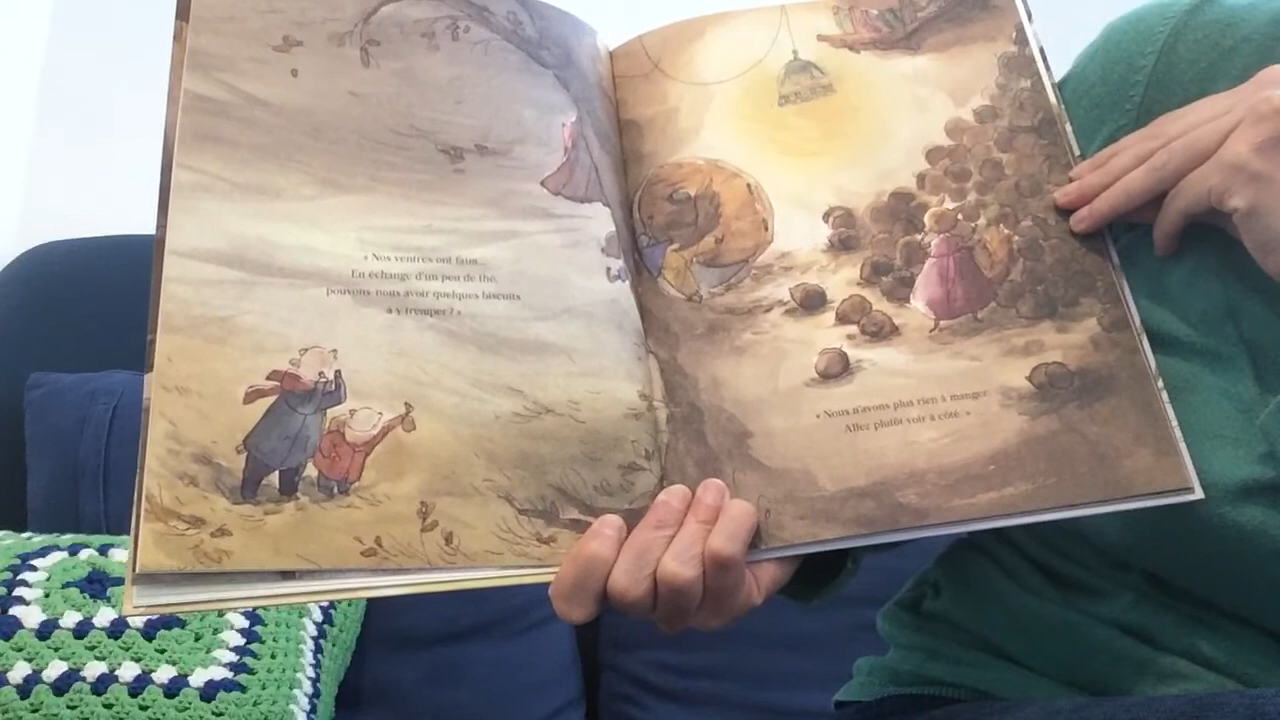 « Nos ventres ont faim...
En échange d'un peu de thé,
pouvons-nous avoir quelques biscuits
à y tremper ? »
« Nous n'avons plus rien à manger.
Allez plutôt voir à côté. »